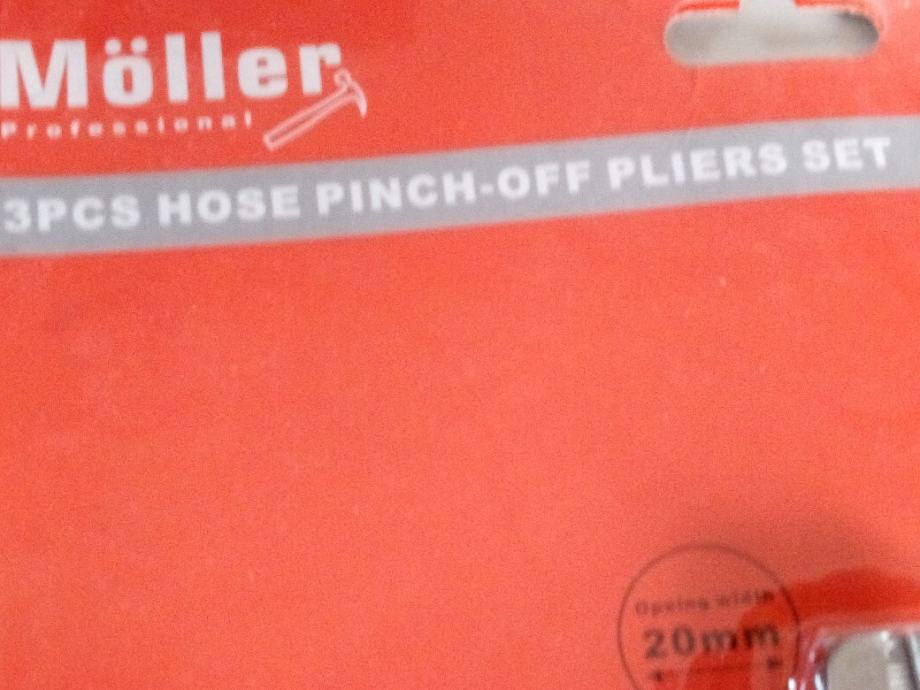 Möller
Professional
3PCS HOSE PINCH-OFF PLIERS SET
Opening width
20mm